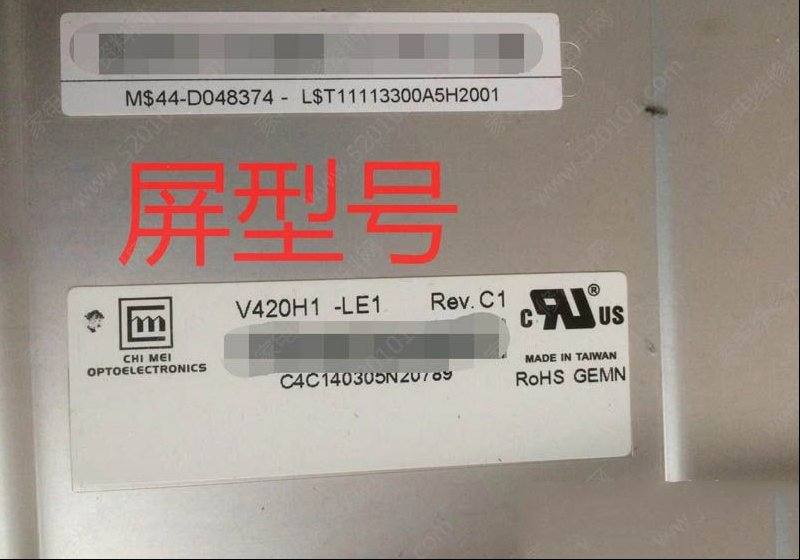 M$44-D048374 - L$T11113300A5H2001
屏型号
V420H1 -LE1 Rev. C1
CHI MEI
OPTOELECTRONICS
C4C140305N20789
c RU ® US
MADE IN TAIWAN
RoHS GEMN